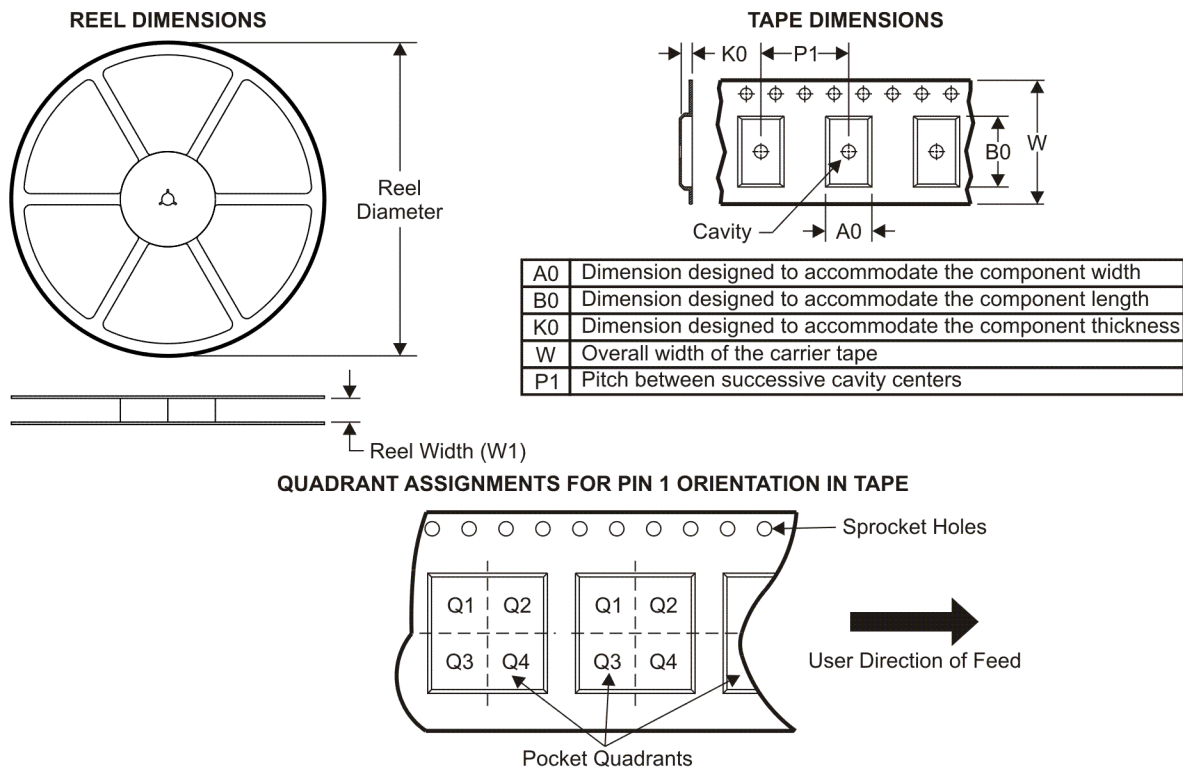 REEL DIMENSIONS
Reel
Diameter
Reel Width (W1)
TAPE DIMENSIONS
K0
P1
B0
W
Cavity
A0
A0 Dimension designed to accommodate the component width
B0 Dimension designed to accommodate the component length
K0 Dimension designed to accommodate the component thickness
W Overall width of the carrier tape
P1 Pitch between successive cavity centers
QUADRANT ASSIGNMENTS FOR PIN 1 ORIENTATION IN TAPE
Sprocket Holes
Q1 Q2 Q1 Q2
Q3 Q4 Q3 Q4
User Direction of Feed
Pocket Quadrants